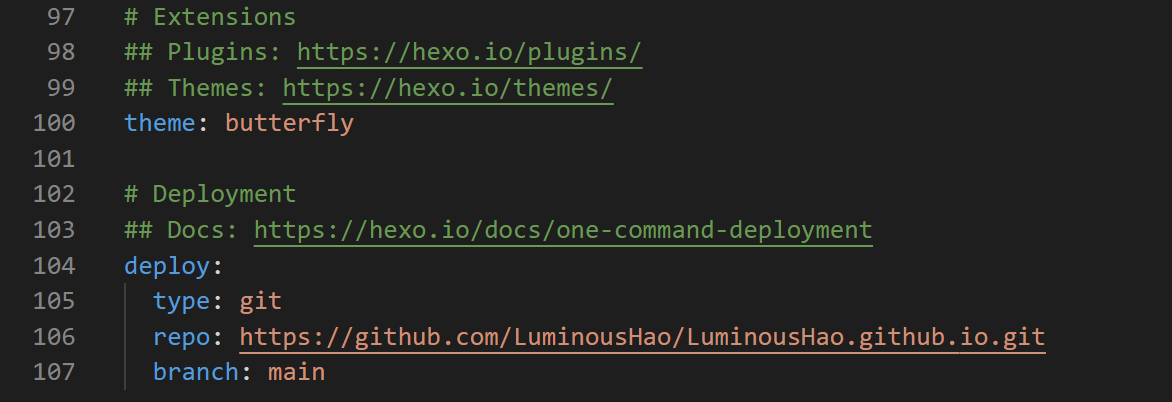 97 # Extensions
98 ## Plugins: https://hexo.io/plugins/
99 ## Themes: https://hexo.io/themes/
100 theme: butterfly
101
102 # Deployment
103 ## Docs: https://hexo.io/docs/one-command-deployment
104 deploy:
105 type: git
106 repo: https://github.com/LuminousHao/LuminousHao.github.io.git
107 branch: main